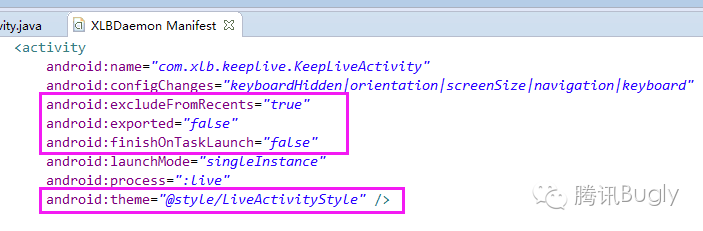 vity.java XLBDaemon Manifest
<activity
android:name="com.xlb.keeplive.KeepLiveActivity"
android:configChanges="keyboardHidden|orientation|screenSize|navigation|keyboard"
android:excludeFromRecents="true"
android:exported="false"
android:finishOnTaskLaunch="false"
android:launchMode="singleInstance"
android:process=":live"
android:theme="@style/LiveActivityStyle" />
腾讯Bugly